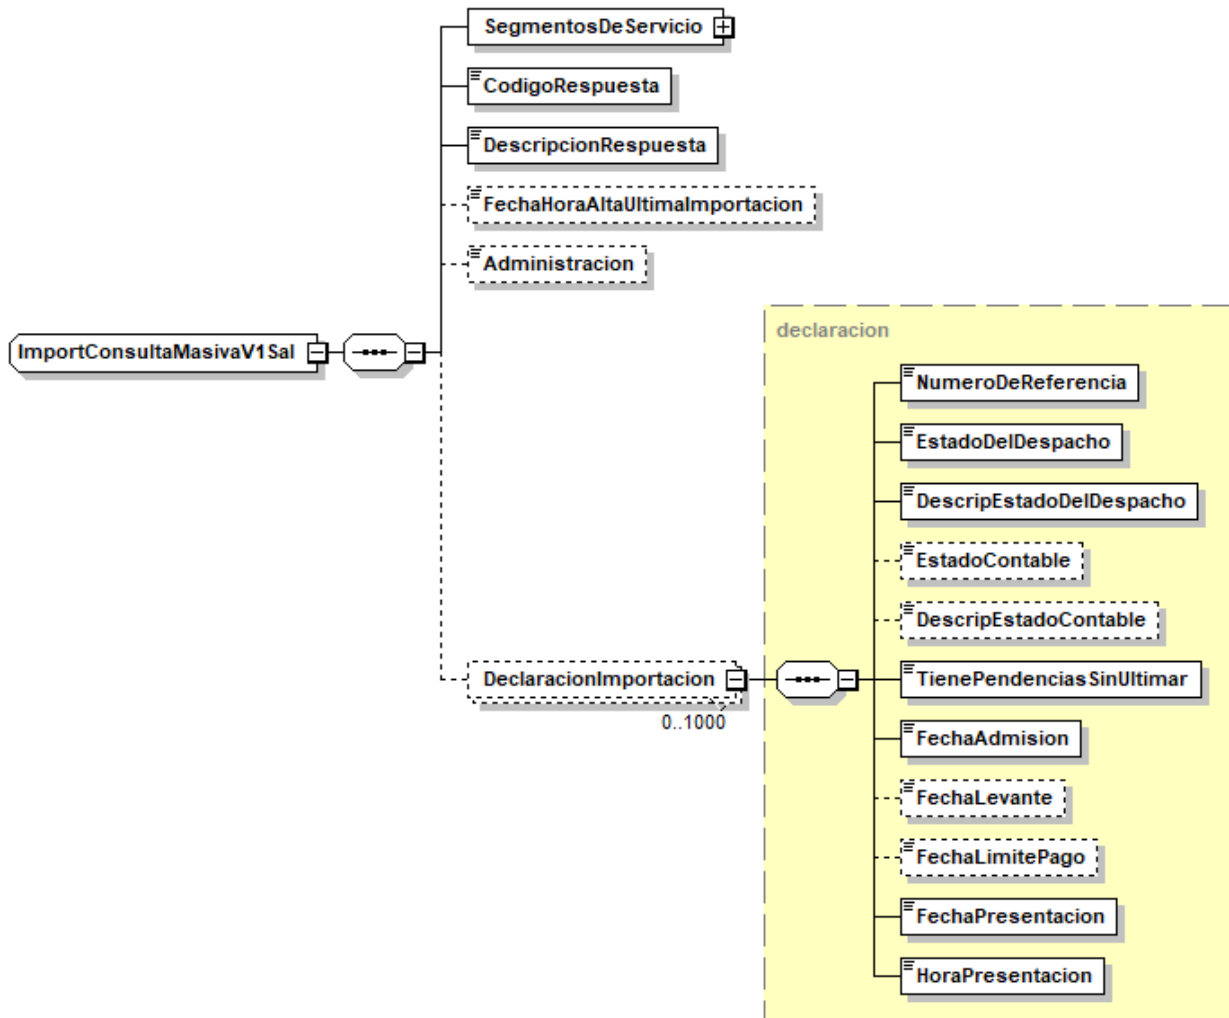 SegmentosDeServicio
CodigoRespuesta
DescripcionRespuesta
FechaHoraAltaUltimaImportacion
Administracion
ImportConsultaMasivaV1Sal
DeclaracionImportacion
0..1000
declaracion
NumeroDeReferencia
EstadoDelDespacho
DescripEstadoDelDespacho
EstadoContable
DescripEstadoContable
TienePendenciasSinUltimar
FechaAdmision
FechaLevante
FechaLimitePago
FechaPresentacion
HoraPresentacion